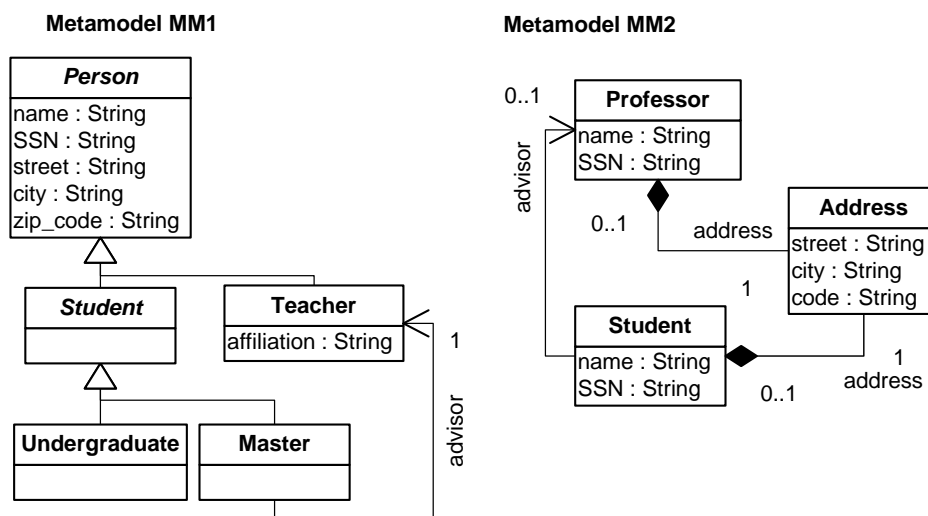 Metamodel MM1
Person
name : String
SSN : String
street : String
city : String
zip_code : String
Student
Teacher
affiliation : String
1
advisor
Undergraduate
Master
Metamodel MM2
0..1
Professor
name : String
SSN : String
advisor
0..1
address
1
Address
street : String
city : String
code : String
Student
name : String
SSN : String
0..1
1
address